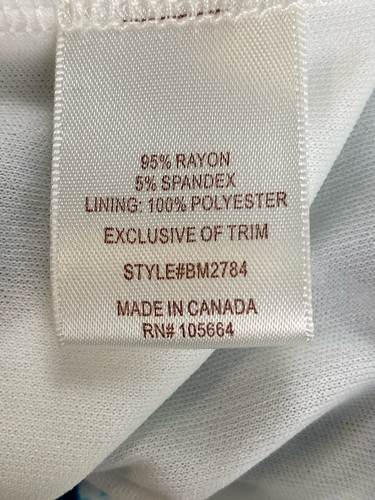 95% RAYON
5% SPANDEX
LINING: 100% POLYESTER
EXCLUSIVE OF TRIM
STYLE#BM2784
MADE IN CANADA
RN# 105664